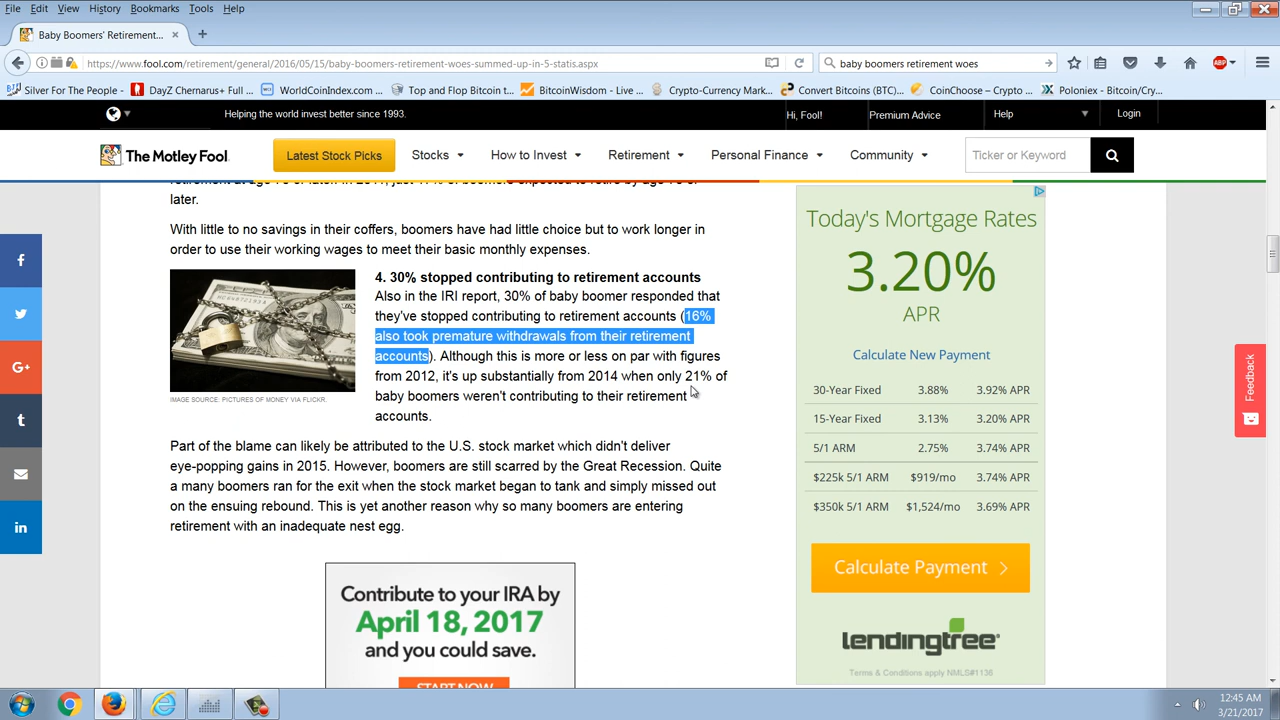 File Edit View History Bookmarks Tools Help
Baby Boomers' Retirement...
https://www.fool.com/retirement/general/2016/05/15/baby-boomers-retirement-woes-summed-up-in-5-statis.aspx
baby boomers retirement woes
ABP
Silver For The People - DayZ Chernarus+ Full ... WorldCoinIndex.com ... Top and Flop Bitcoin t... BitcoinWisdom - Live ... Crypto-Currency Mark... Convert Bitcoins (BTC)... CoinChoose – Crypto ... Poloniex - Bitcoin/Cry...
Helping the world invest better since 1993.
Hi, Fool! Premium Advice Help Login
The Motley Fool. Latest Stock Picks Stocks How to Invest Retirement Personal Finance Community Ticker or Keyword
later.
With little to no savings in their coffers, boomers have had little choice but to work longer in
order to use their working wages to meet their basic monthly expenses.
4. 30% stopped contributing to retirement accounts
Also in the IRI report, 30% of baby boomer responded that
they've stopped contributing to retirement accounts (16%
also took premature withdrawals from their retirement
accounts). Although this is more or less on par with figures
from 2012, it's up substantially from 2014 when only 21% of
baby boomers weren't contributing to their retirement
accounts.
IMAGE SOURCE: PICTURES OF MONEY VIA FLICKR.
Part of the blame can likely be attributed to the U.S. stock market which didn't deliver
eye-popping gains in 2015. However, boomers are still scarred by the Great Recession. Quite
a many boomers ran for the exit when the stock market began to tank and simply missed out
on the ensuing rebound. This is yet another reason why so many boomers are entering
retirement with an inadequate nest egg.
Contribute to your IRA by
April 18, 2017
and you could save.
START NOW
Today's Mortgage Rates
3.20%
APR
Calculate New Payment
30-Year Fixed 3.88% 3.92% APR
15-Year Fixed 3.13% 3.20% APR
5/1 ARM 2.75% 3.74% APR
$225k 5/1 ARM $919/mo 3.74% APR
$350k 5/1 ARM $1,524/mo 3.69% APR
Calculate Payment
lendingtree
Terms & Conditions apply NMLS#1136
Feedback
12:45 AM
3/21/2017